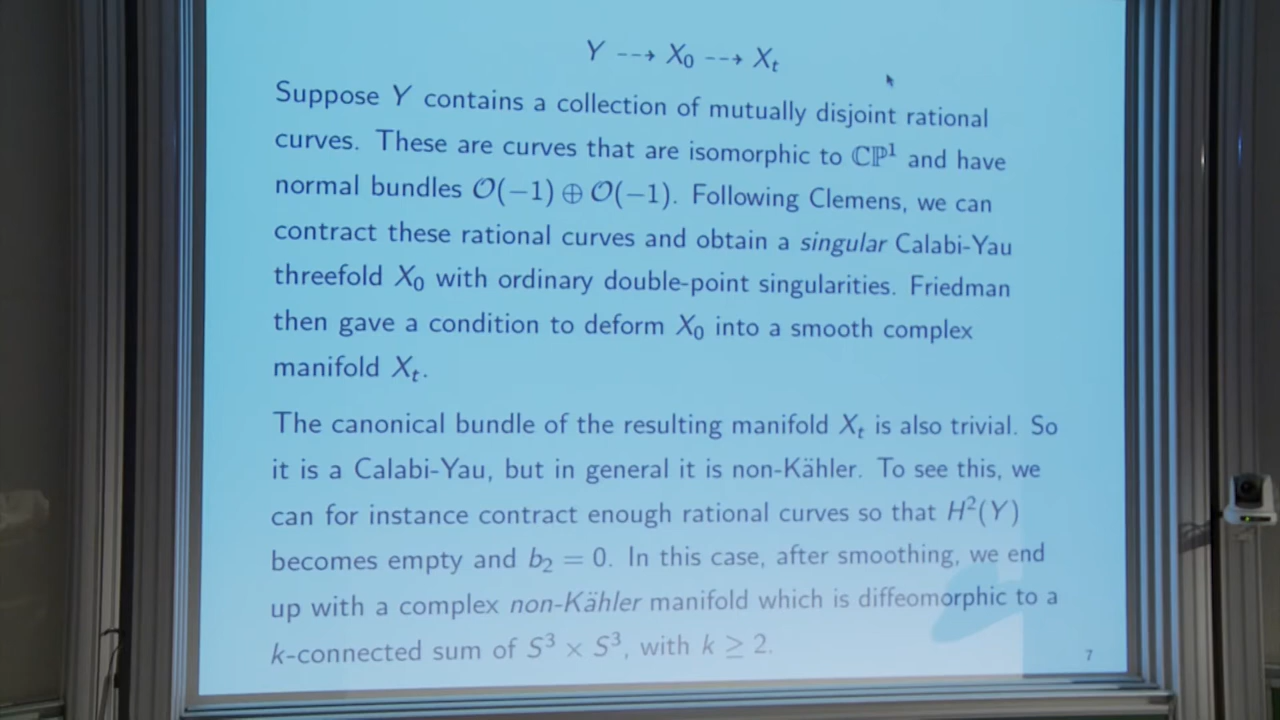 Y ⇢ X₀ ⇢ Xₜ
Suppose Y contains a collection of mutually disjoint rational
curves. These are curves that are isomorphic to ℂℙ¹ and have
normal bundles 𝒪(−1) ⊕ 𝒪(−1). Following Clemens, we can
contract these rational curves and obtain a singular Calabi-Yau
threefold X₀ with ordinary double-point singularities. Friedman
then gave a condition to deform X₀ into a smooth complex
manifold Xₜ.
The canonical bundle of the resulting manifold Xₜ is also trivial. So
it is a Calabi-Yau, but in general it is non-Kähler. To see this, we
can for instance contract enough rational curves so that H²(Y)
becomes empty and b₂ = 0. In this case, after smoothing, we end
up with a complex non-Kähler manifold which is diffeomorphic to a
k-connected sum of S³ × S³, with k ≥ 2.
7